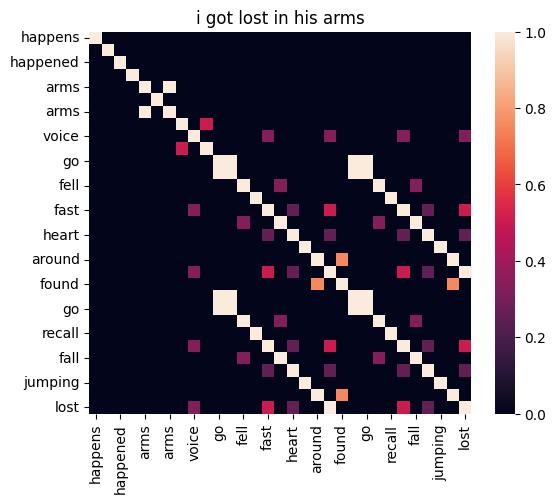 i got lost in his arms
happens
happened
arms
arms
voice
go
fell
fast
heart
around
found
go
recall
fall
jumping
lost
1.0
0.8
0.6
0.4
0.2
0.0
happens
happened
arms
arms
voice
go
fell
fast
heart
around
found
go
recall
fall
jumping
lost